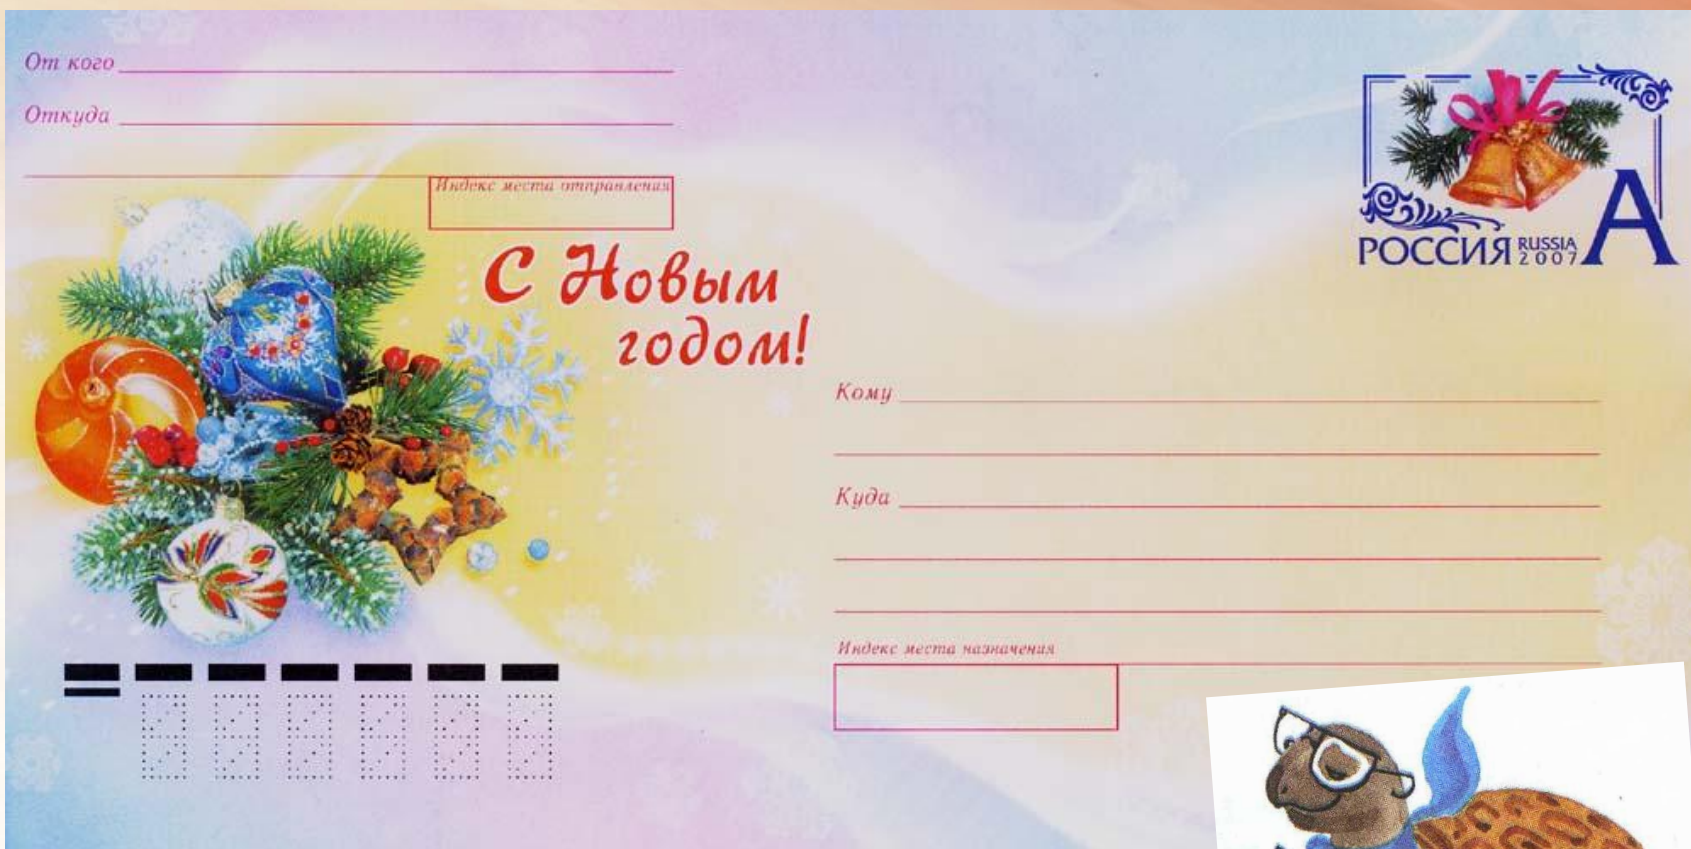 От кого
Откуда
Индекс места отправления
С Новым
годом!
РОССИЯ RUSSIA 2007 А
Кому
Куда
Индекс места назначения